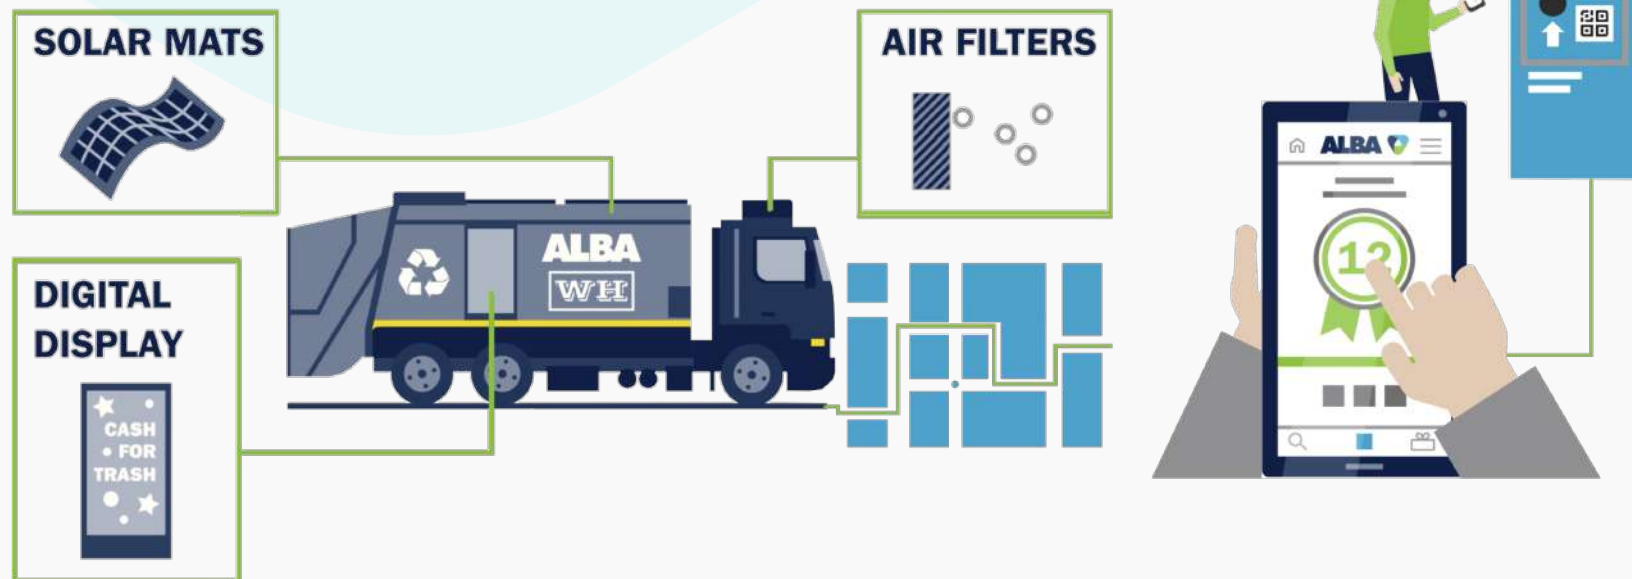 SOLAR MATS
AIR FILTERS
DIGITAL
DISPLAY
CASH
FOR
TRASH
ALBA
WH
ALBA
12